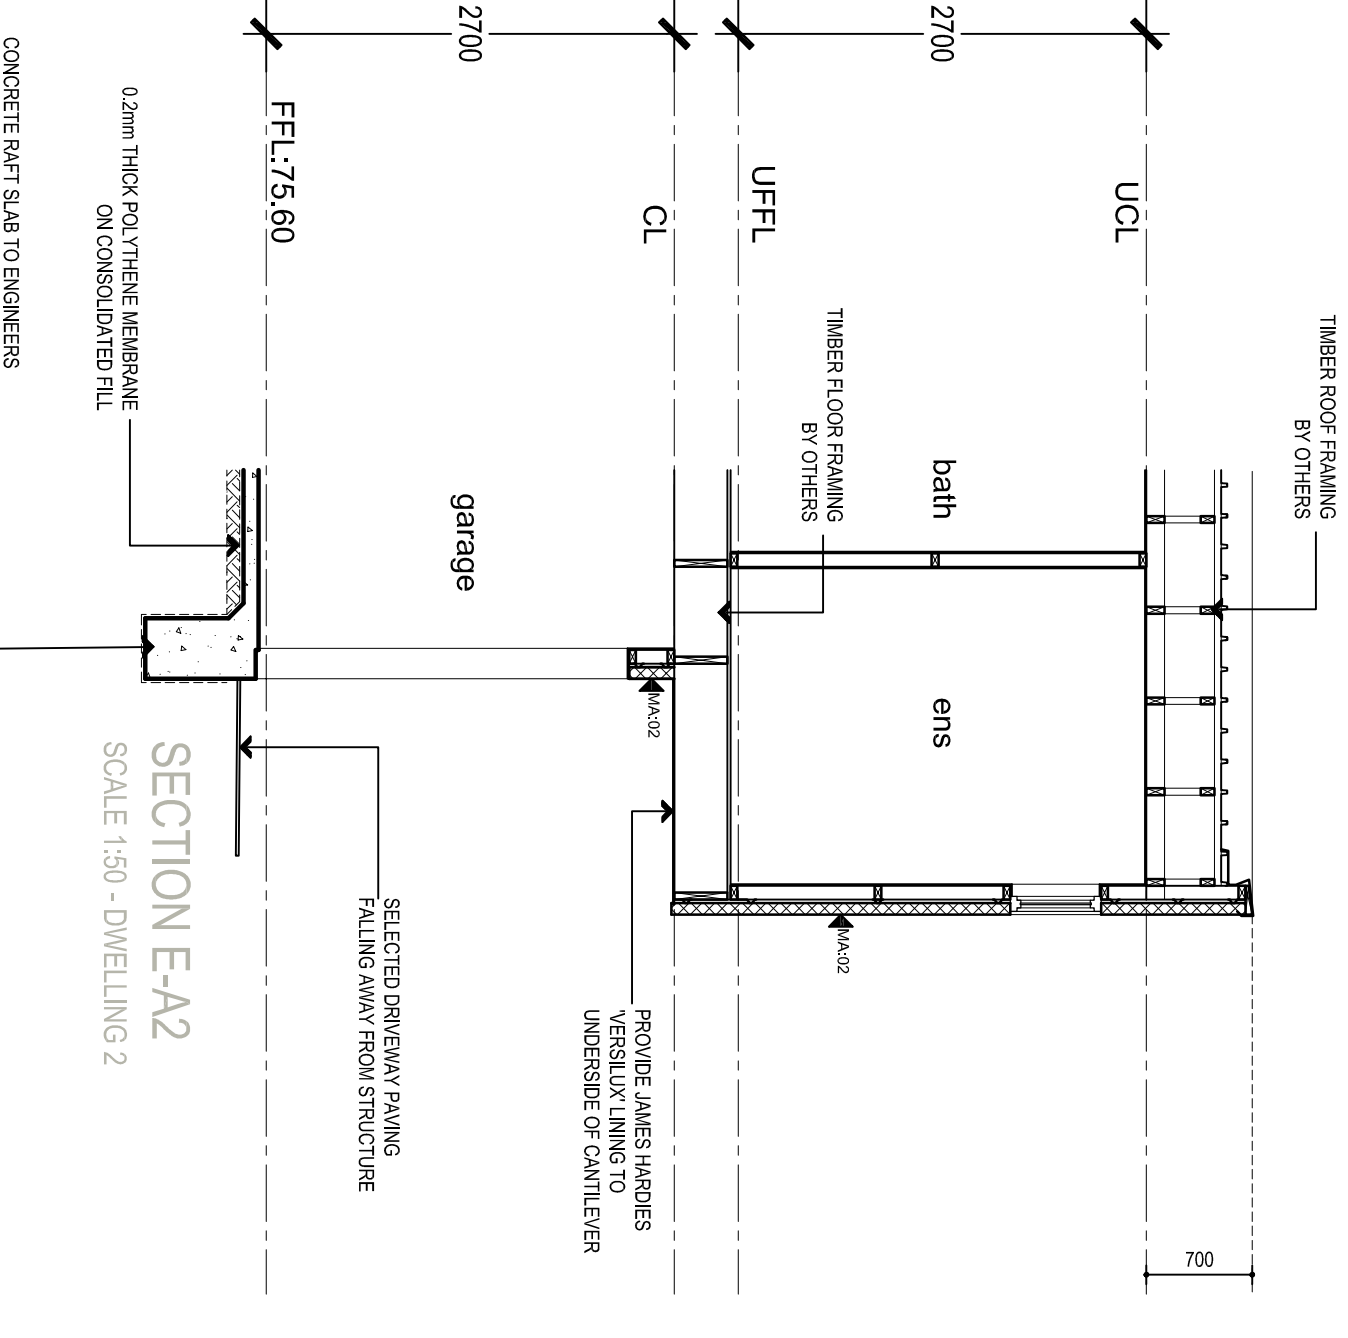 TIMBER ROOF FRAMING
BY OTHERS
700
UCL
2700
bath
ens
TIMBER FLOOR FRAMING
BY OTHERS
MA:02
UFFL
CL
MA:02
PROVIDE JAMES HARDIES
'VERSILUX' LINING TO
UNDERSIDE OF CANTILEVER
2700
garage
SELECTED DRIVEWAY PAVING
FALLING AWAY FROM STRUCTURE
FFL:75.60
0.2mm THICK POLYTHENE MEMBRANE
ON CONSOLIDATED FILL
SECTION E-A2
SCALE 1:50 - DWELLING 2
CONCRETE RAFT SLAB TO ENGINEERS